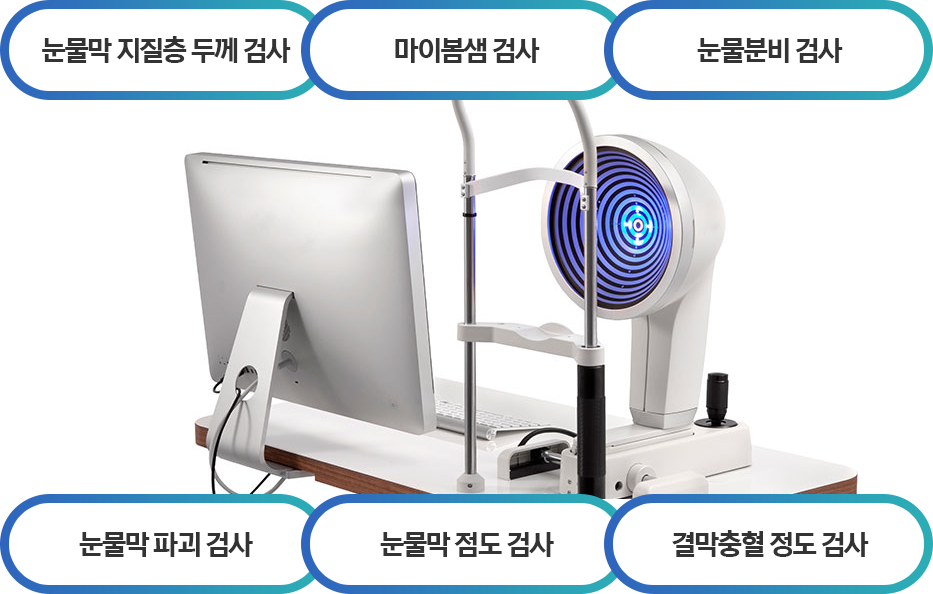 눈물막 지질층 두께 검사
마이봄샘 검사
눈물분비 검사
눈물막 파괴 검사
눈물막 점도 검사
결막충혈 정도 검사